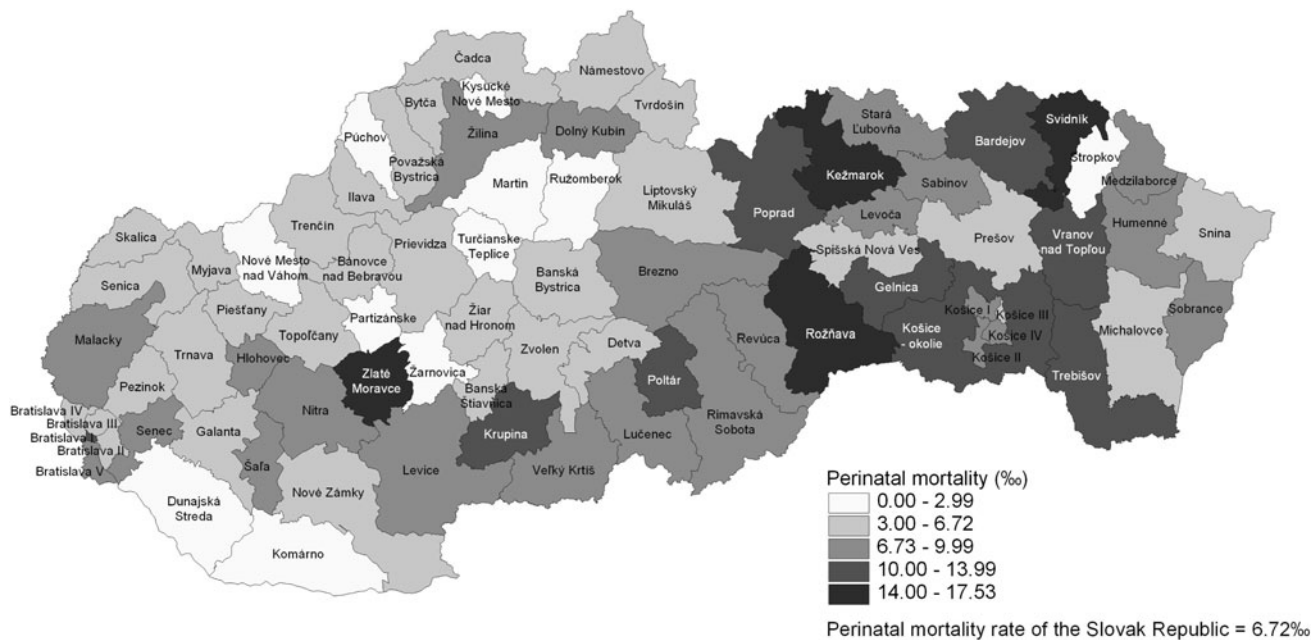 Čadca
Námestovo
Kysucké
Nové Mesto
Bytča
Tvrdošín
Púchov
Žilina
Dolný Kubín
Považská
Bystrica
Martin
Ružomberok
Ilava
Liptovský
Mikuláš
Stará
Ľubovňa
Svidník
Bardejov
Stropkov
Kežmarok
Sabinov
Medzilaborce
Poprad
Levoča
Humenné
Skalica
Trenčín
Prievidza
Turčianske
Teplice
Spišská Nová Ves
Prešov
Vranov
nad Topľou
Snina
Myjava
Nové Mesto
nad Váhom
Bánovce
nad Bebravou
Banská
Bystrica
Brezno
Senica
Gelnica
Piešťany
Partizánske
Žiar
nad Hronom
Košice I
Košice III
Sobrance
Malacky
Topoľčany
Trnava
Hlohovec
Zvolen
Detva
Revúca
Rožňava
Košice
- okolie
Košice IV
Michalovce
Košice II
Zlaté
Moravce
Žarnovica
Pezinok
Banská
Štiavnica
Poltár
Trebišov
Nitra
Bratislava IV
Bratislava III
Bratislava I
Bratislava II
Bratislava V
Senec
Galanta
Krupina
Rimavská
Sobota
Lučenec
Šaľa
Levice
Veľký Krtíš
Nové Zámky
Dunajská
Streda
Komárno
Perinatal mortality (‰)
0.00 - 2.99
3.00 - 6.72
6.73 - 9.99
10.00 - 13.99
14.00 - 17.53
Perinatal mortality rate of the Slovak Republic = 6.72‰